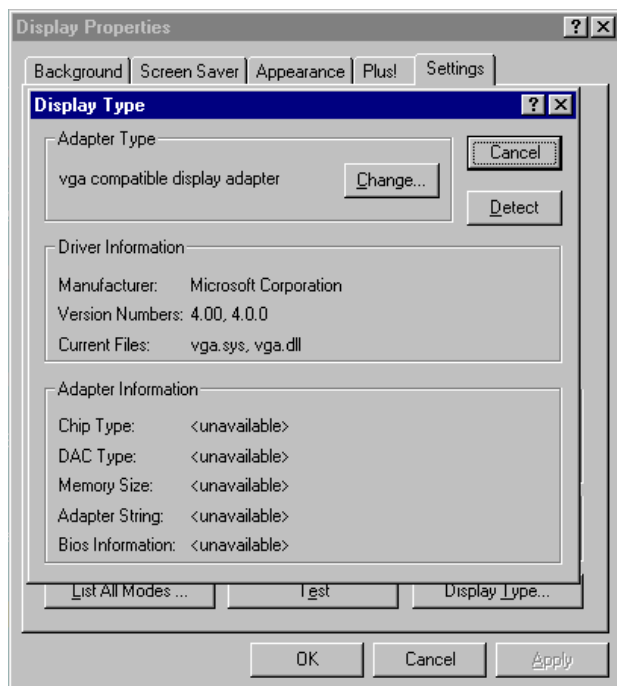 Display Properties
Background Screen Saver Appearance Plus! Settings
Display Type
Adapter Type
vga compatible display adapter
Change...
Cancel
Detect
Driver Information
Manufacturer: Microsoft Corporation
Version Numbers: 4.00, 4.0.0
Current Files: vga.sys, vga.dll
Adapter Information
Chip Type: <unavailable>
DAC Type: <unavailable>
Memory Size: <unavailable>
Adapter String: <unavailable>
Bios Information: <unavailable>
List All Modes ... Test Display Type...
OK Cancel Apply